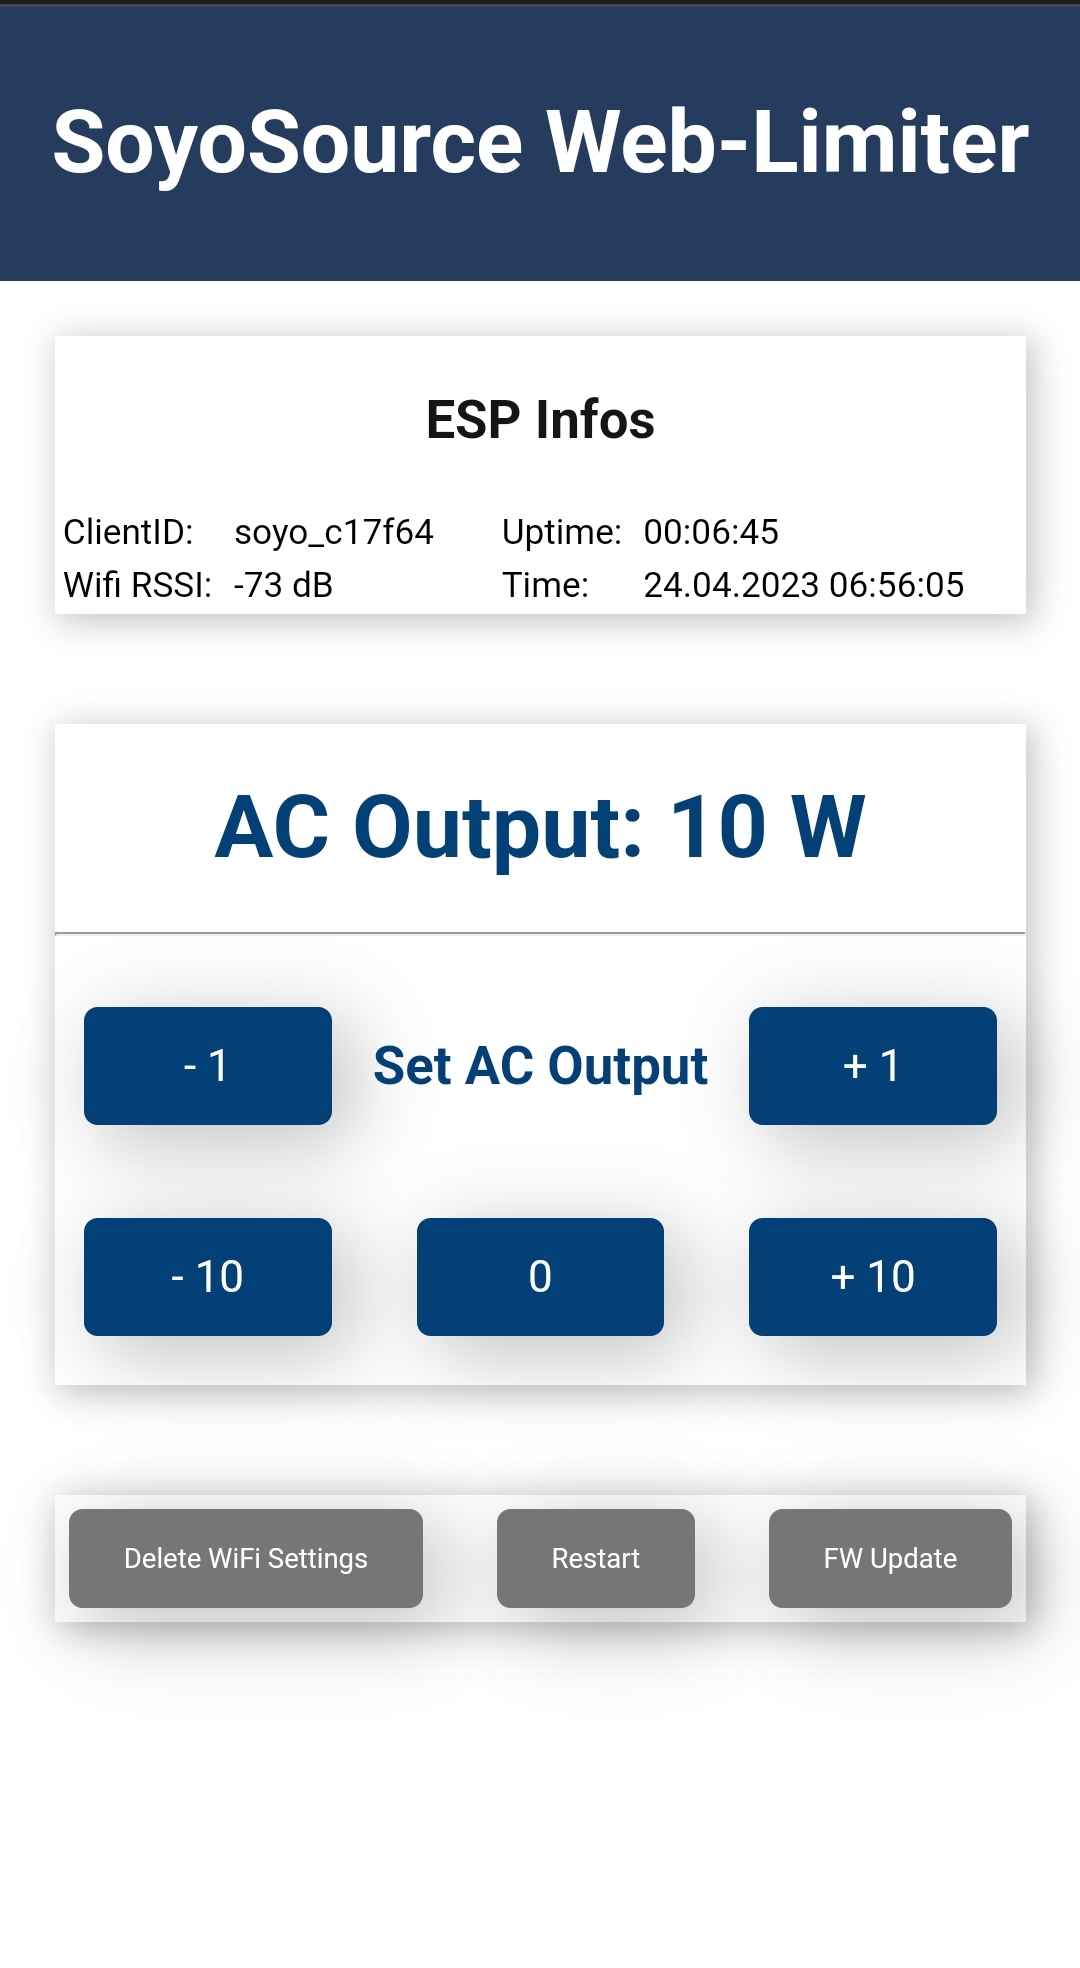 SoyoSource Web-Limiter
ESP Infos
ClientID: soyo_c17f64 Uptime: 00:06:45
Wifi RSSI: -73 dB Time: 24.04.2023 06:56:05
AC Output: 10 W
- 1 Set AC Output + 1
- 10 0 + 10
Delete WiFi Settings Restart FW Update